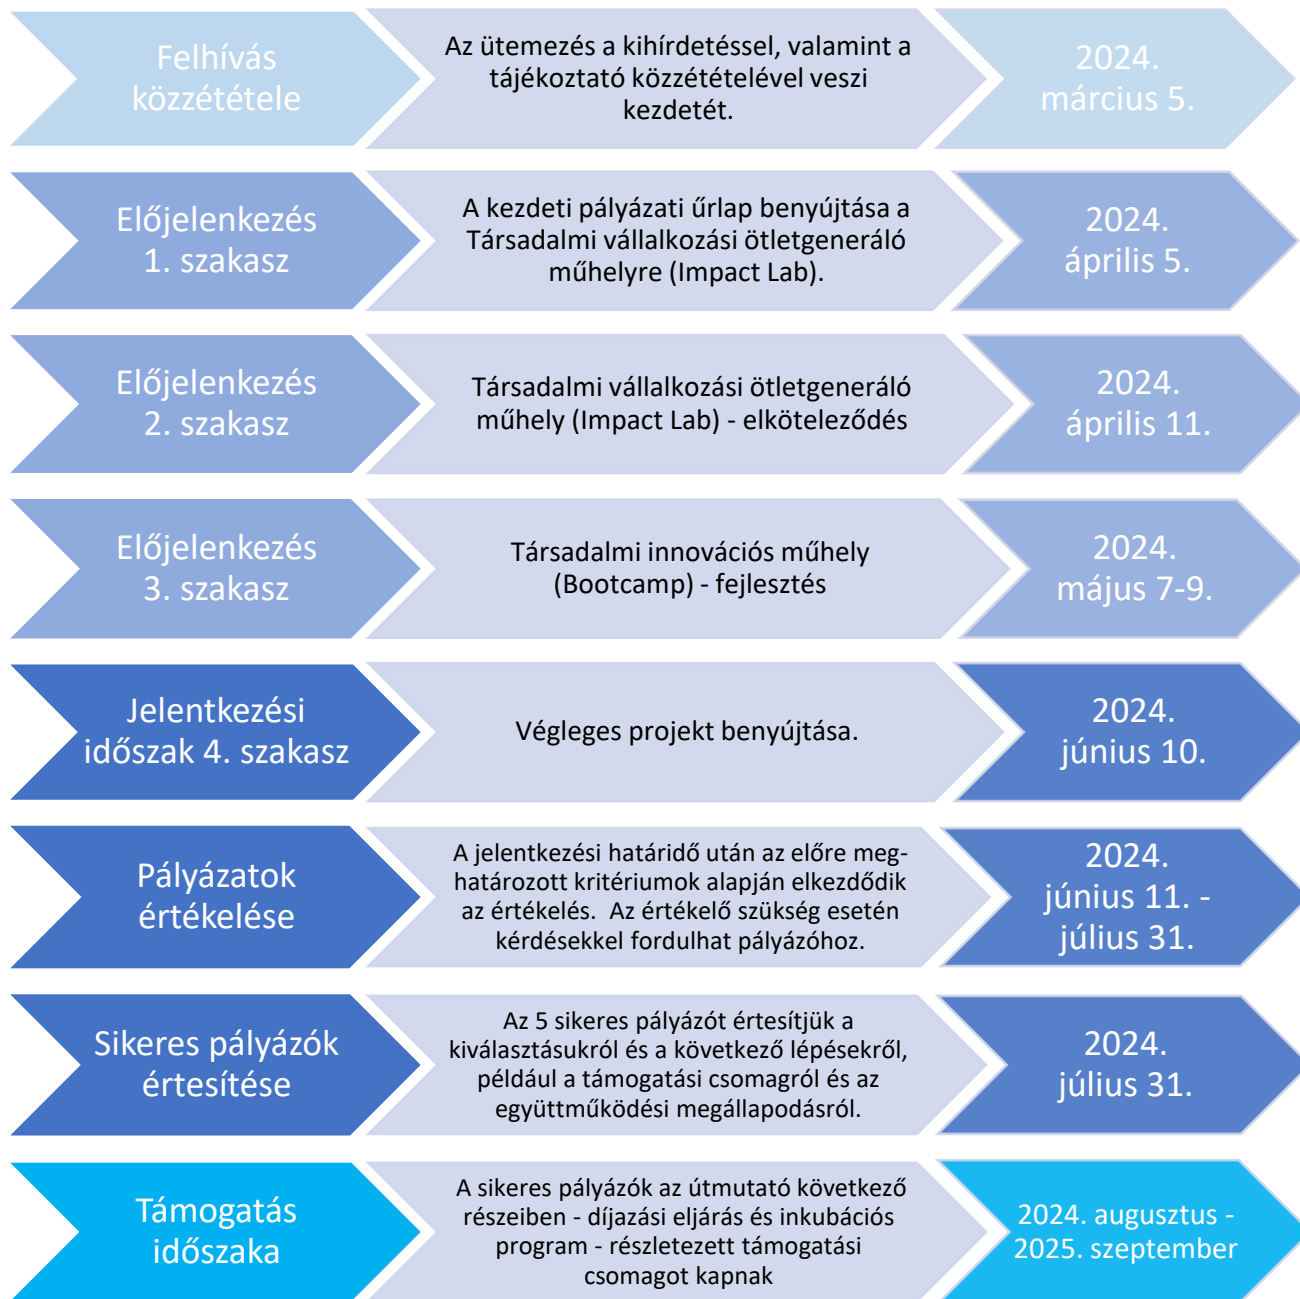 Felhívás
közzététele
Az ütemezés a kihírdetéssel, valamint a
tájékoztató közzétételével veszi
kezdetét.
2024.
március 5.
Előjelenkezés
1. szakasz
A kezdeti pályázati űrlap benyújtása a
Társadalmi vállalkozási ötletgeneráló
műhelyre (Impact Lab).
2024.
április 5.
Előjelenkezés
2. szakasz
Társadalmi vállalkozási ötletgeneráló
műhely (Impact Lab) - elköteleződés
2024.
április 11.
Előjelenkezés
3. szakasz
Társadalmi innovációs műhely
(Bootcamp) - fejlesztés
2024.
május 7-9.
Jelentkezési
időszak 4. szakasz
Végleges projekt benyújtása.
2024.
június 10.
Pályázatok
értékelése
A jelentkezési határidő után az előre meg-
határozott kritériumok alapján elkezdődik
az értékelés.  Az értékelő szükség esetén
kérdésekkel fordulhat pályázóhoz.
2024.
június 11. -
július 31.
Sikeres pályázók
értesítése
Az 5 sikeres pályázót értesítjük a
kiválasztásukról és a következő lépésekről,
például a támogatási csomagról és az
együttműködési megállapodásról.
2024.
július 31.
Támogatás
időszaka
A sikeres pályázók az útmutató következő
részeiben - díjazási eljárás és inkubációs
program - részletezett támogatási
csomagot kapnak
2024. augusztus -
2025. szeptember